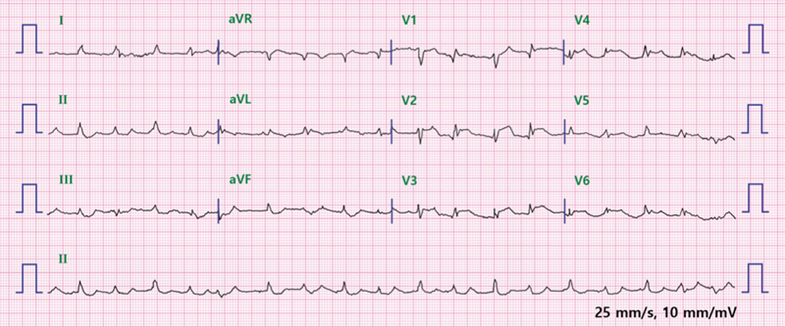 I aVR V1 V4
II aVL V2 V5
III aVF V3 V6
II
25 mm/s, 10 mm/mV